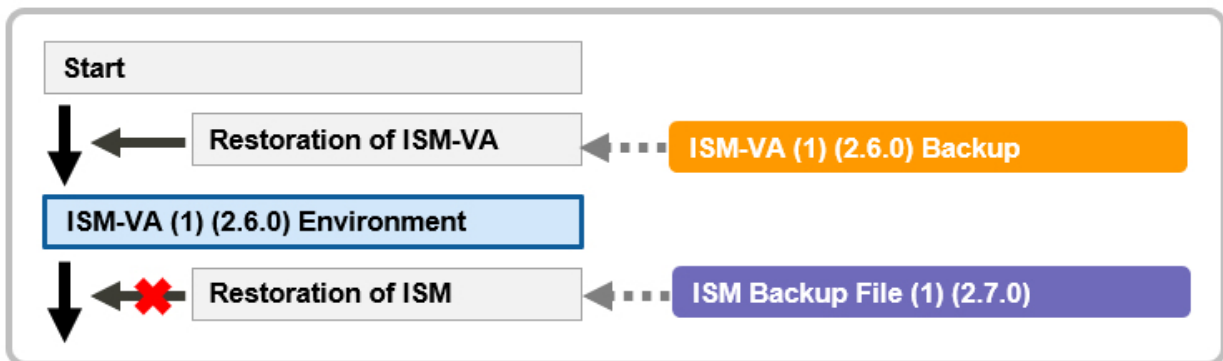 Start
Restoration of ISM-VA
ISM-VA (1) (2.6.0) Backup
ISM-VA (1) (2.6.0) Environment
Restoration of ISM
ISM Backup File (1) (2.7.0)